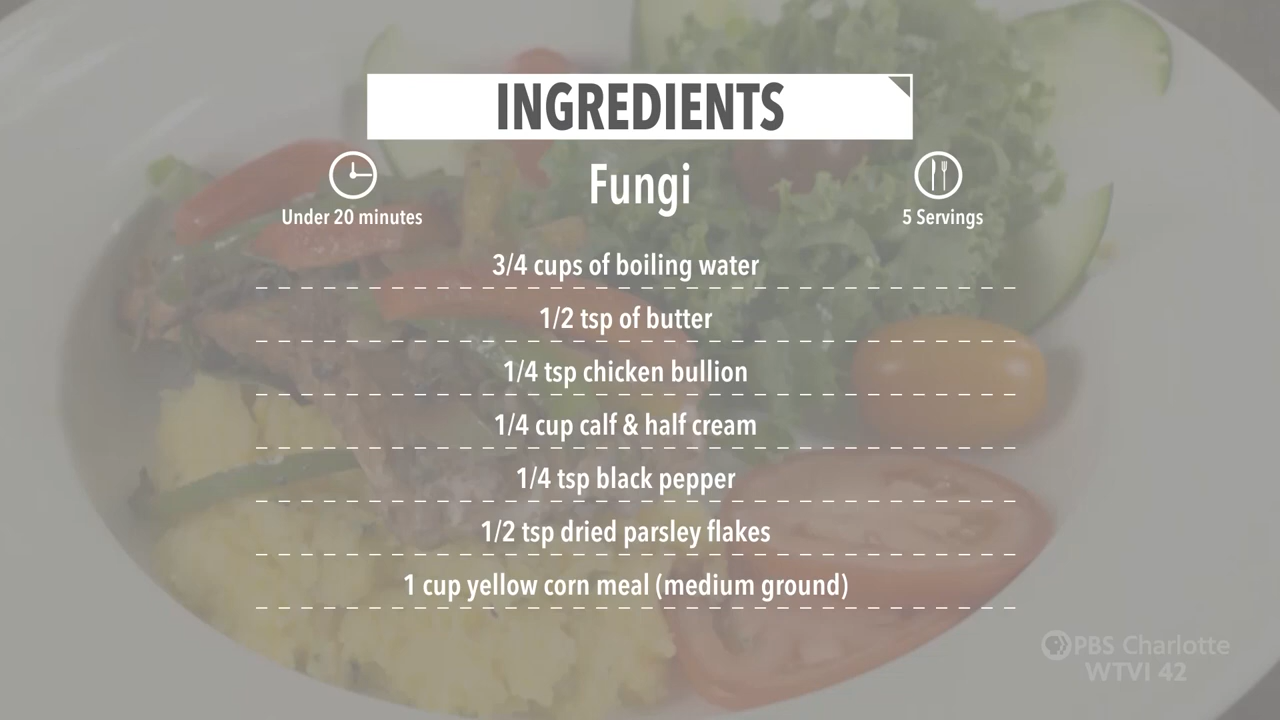 INGREDIENTS
Fungi
Under 20 minutes
5 Servings
3/4 cups of boiling water
1/2 tsp of butter
1/4 tsp chicken bullion
1/4 cup calf & half cream
1/4 tsp black pepper
1/2 tsp dried parsley flakes
1 cup yellow corn meal (medium ground)
PBS Charlotte
WTVI 42